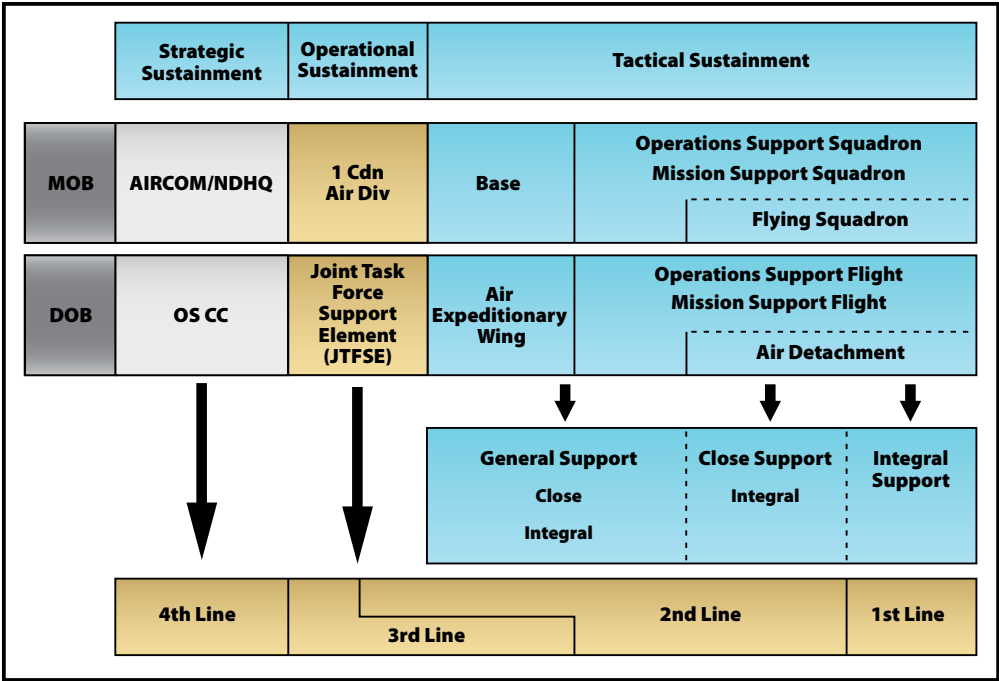 Strategic
Sustainment
Operational
Sustainment
Tactical Sustainment
MOB
AIRCOM/NDHQ
1 Cdn
Air Div
Base
Operations Support Squadron
Mission Support Squadron
Flying Squadron
DOB
OS CC
Joint Task
Force
Support
Element
(JTFSE)
Air
Expeditionary
Wing
Operations Support Flight
Mission Support Flight
Air Detachment
General Support
Close
Integral
Close Support
Integral
Integral
Support
4th Line
3rd Line
2nd Line
1st Line